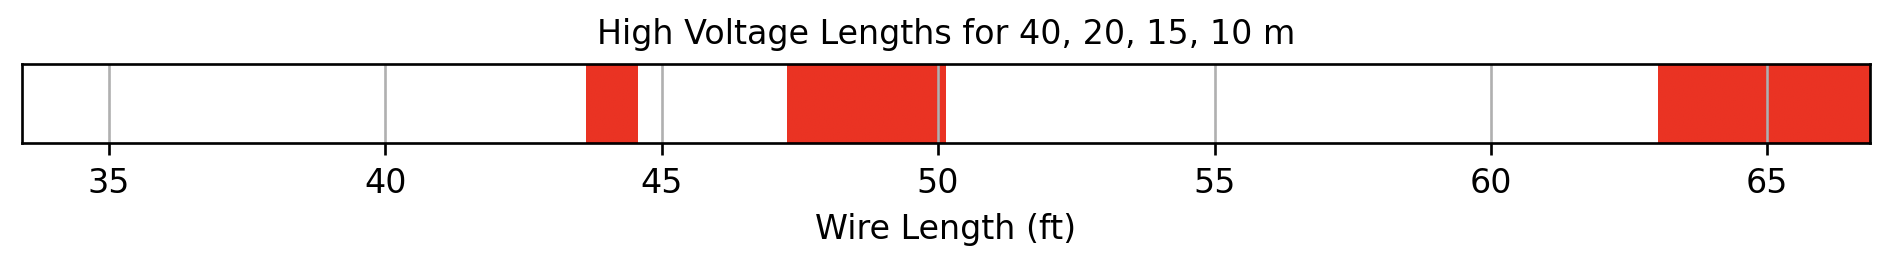 High Voltage Lengths for 40, 20, 15, 10 m
35 40 45 50 55 60 65
Wire Length (ft)